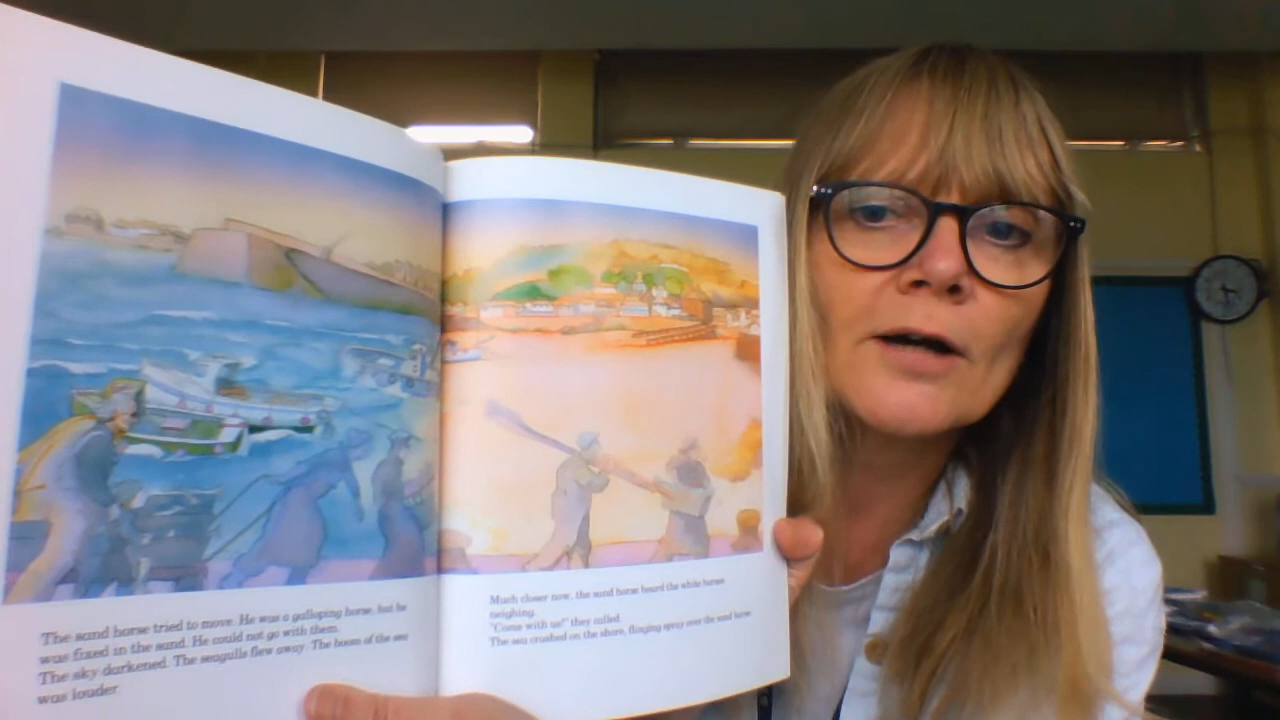 The sand horse tried to move. He was a galloping horse, but he
was fixed in the sand. He could not go with them.
The sky darkened. The seagulls flew away. The boom of the sea
was louder.
Much closer now, the sand horse heard the white horses
neighing.
"Come with us!" they called.
The sea crashed on the shore, flinging spray over the sand horse.